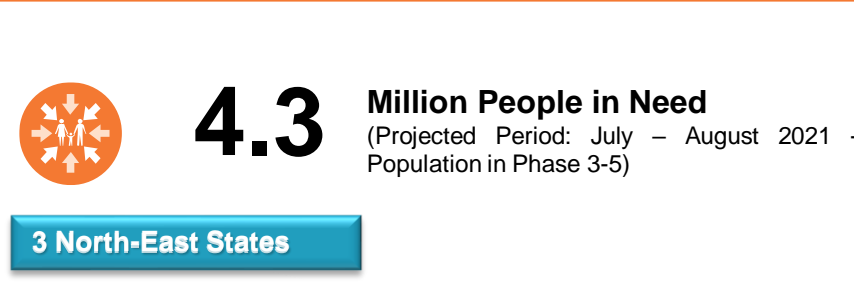 4.3
Million People in Need
(Projected Period: July – August 2021 -
Population in Phase 3-5)
3 North-East States